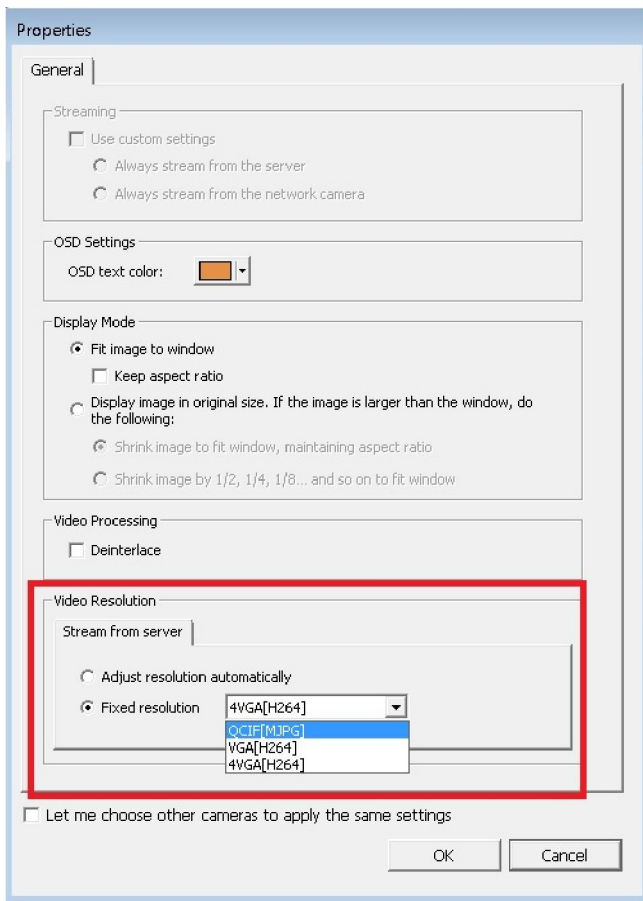 Properties
General
Streaming
Use custom settings
Always stream from the server
Always stream from the network camera
OSD Settings
OSD text color:
Display Mode
Fit image to window
Keep aspect ratio
Display image in original size. If the image is larger than the window, do
the following:
Shrink image to fit window, maintaining aspect ratio
Shrink image by 1/2, 1/4, 1/8... and so on to fit window
Video Processing
Deinterlace
Video Resolution
Stream from server
Adjust resolution automatically
Fixed resolution 4VGA[H264]
QCIF[MJPG]
VGA[H264]
4VGA[H264]
Let me choose other cameras to apply the same settings
OK Cancel